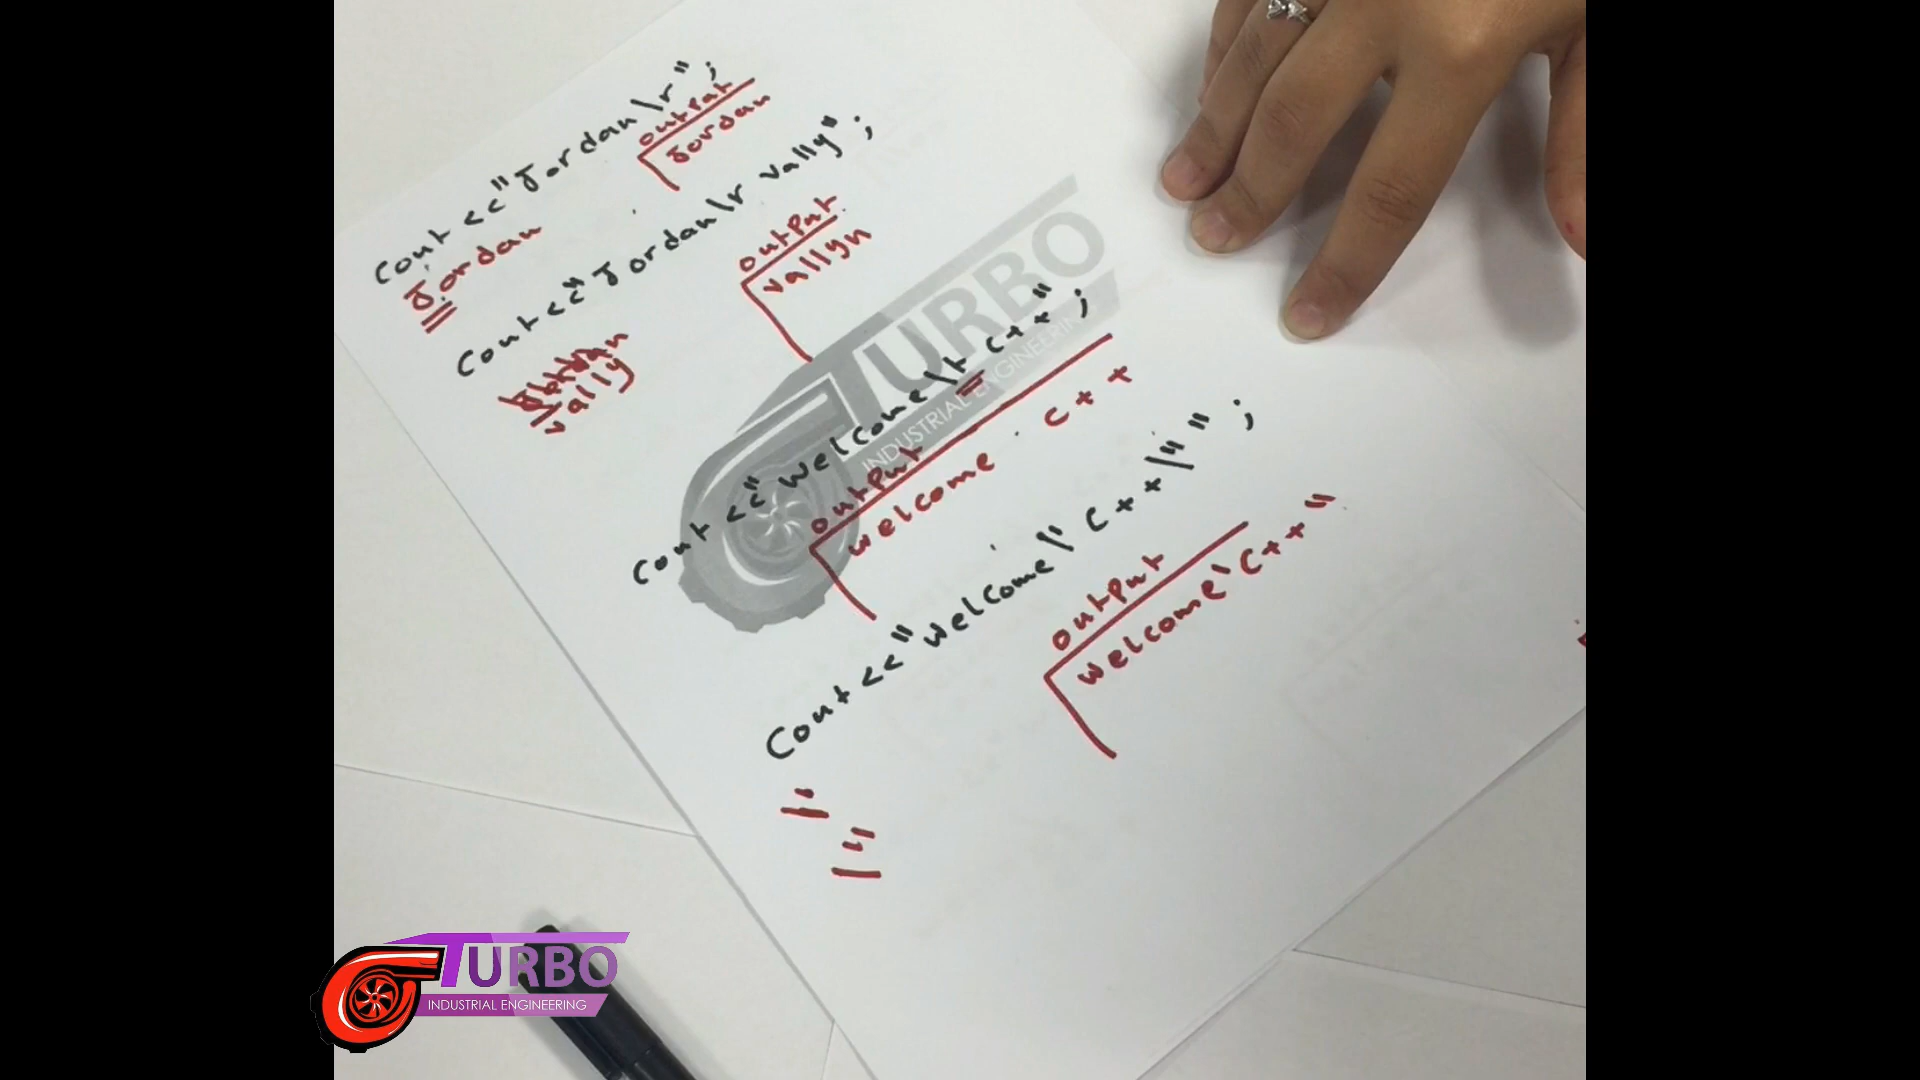 Cout <<"Jordan\r";
output
Jordan
Jordan
Cout <<"Jordan\r vally";
output
vallyn
vally
Cout <<"welcome\t c++";
output
welcome c++
Cout <<"welcome\' c++\"";
output
welcome'c++"
\'
\"
TURBO
INDUSTRIAL ENGINEERING
TURBO
INDUSTRIAL ENGINEERING